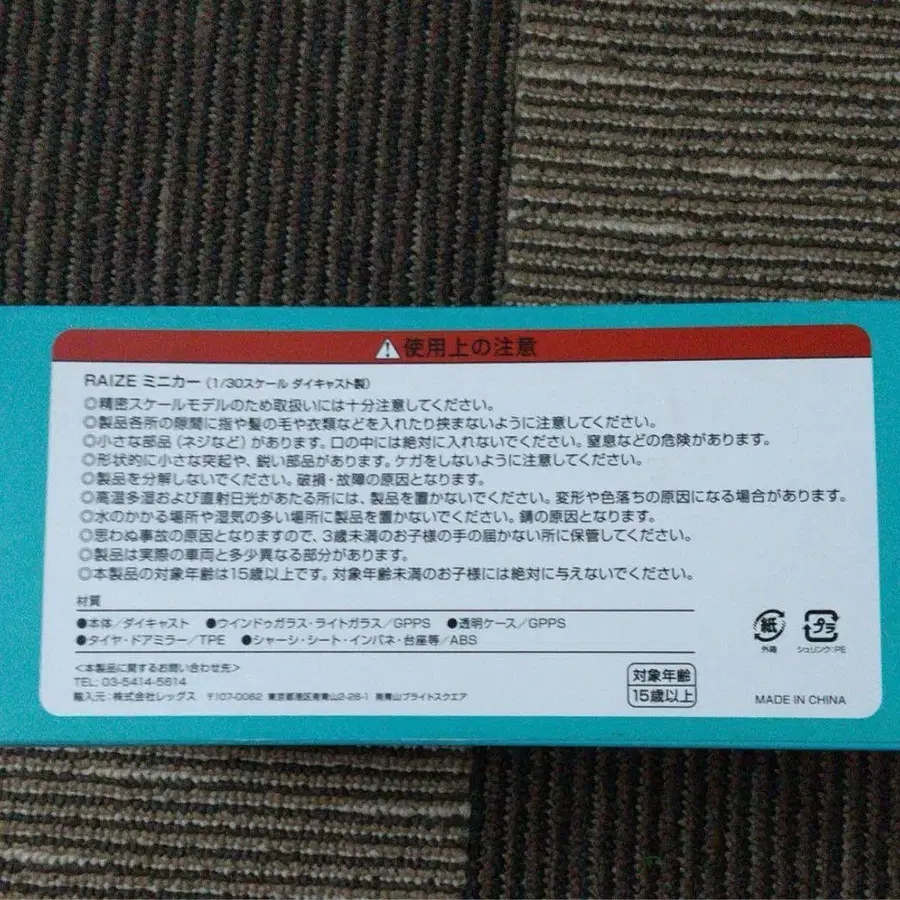 ⚠使用上の注意
RAIZE ミニカー（1/30スケール ダイキャスト製）
◎精密スケールモデルのため取扱いには十分注意してください。
◎製品各所の隙間に指や髪の毛や衣類などを入れたり挟まないように注意してください。
◎小さな部品（ネジなど）があります。口の中には絶対に入れないでください。窒息などの危険があります。
◎形状的に小さな突起や、鋭い部品があります。ケガをしないように注意してください。
◎製品を分解しないでください。破損・故障の原因となります。
◎高温多湿および直射日光があたる所には、製品を置かないでください。変形や色落ちの原因になる場合があります。
◎水のかかる場所や湿気の多い場所に製品を置かないでください。錆の原因となります。
◎思わぬ事故の原因となりますので、3歳未満のお子様の手の届かない所に保管してください。
◎製品は実際の車両と多少異なる部分があります。
◎本製品の対象年齢は15歳以上です。対象年齢未満のお子様には絶対に与えないでください。
材質
●本体／ダイキャスト ●ウインドゥガラス・ライトガラス／GPPS ●透明ケース／GPPS
●タイヤ・ドアミラー／TPE ●シャーシ・シート・インパネ・台座等／ABS
紙 プラ
外箱 シュリンク:PE
＜本製品に関するお問い合わせ先＞
TEL: 03-5414-5614
輸入元：株式会社レッグス 〒107-0062 東京都港区南青山2-26-1 南青山ブライトスクエア
対象年齢
15歳以上
MADE IN CHINA